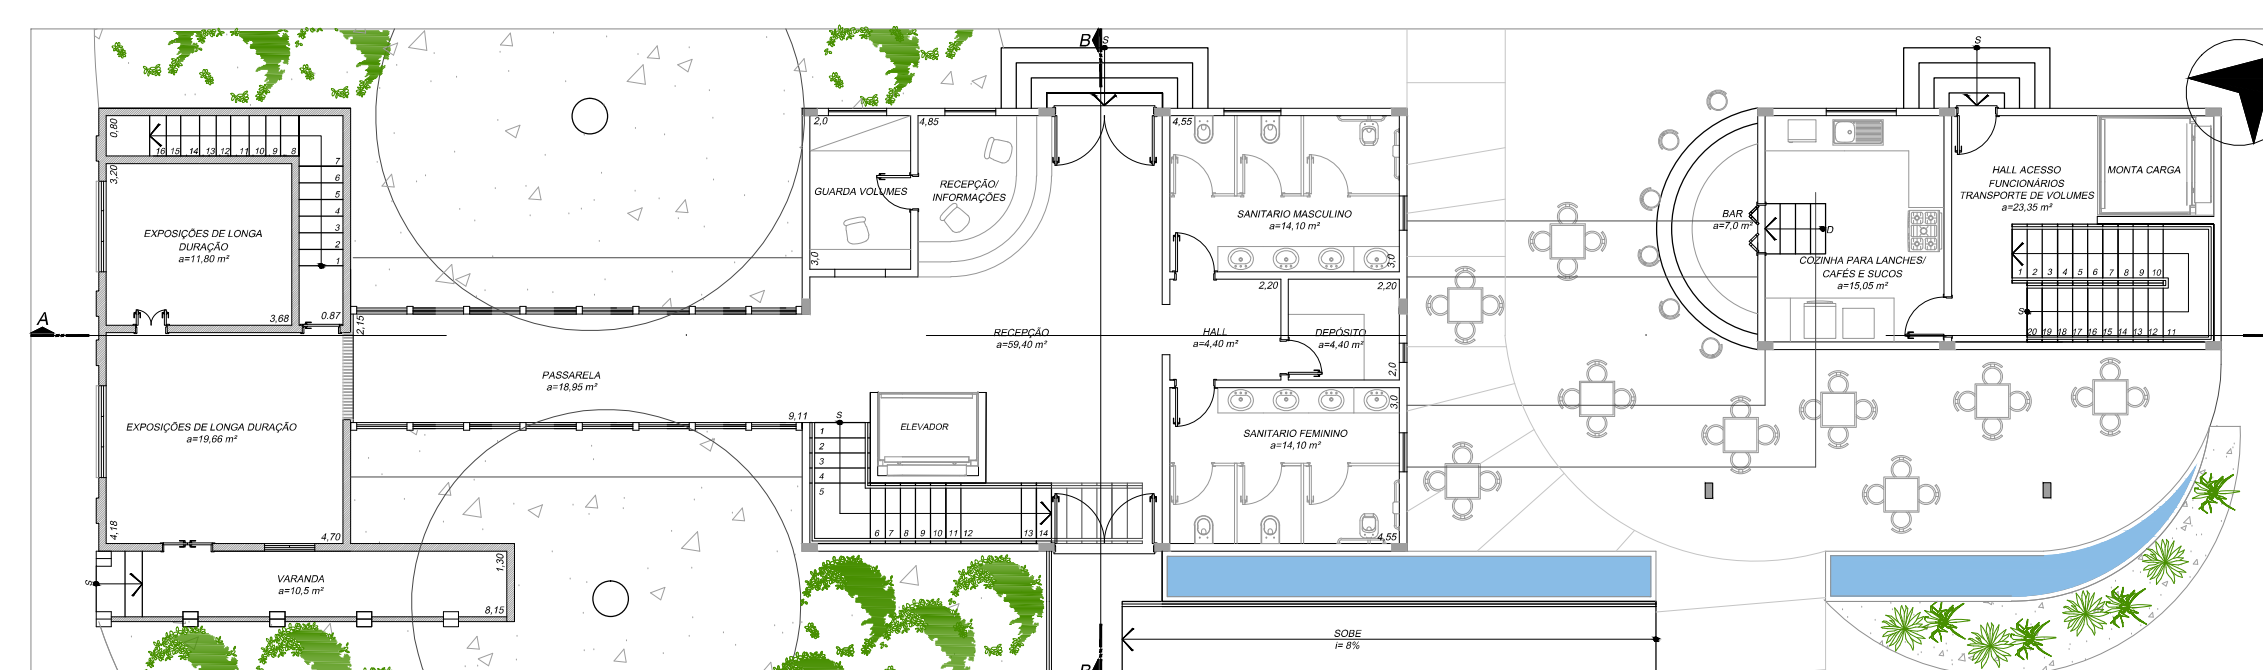 B
S
S
0,80
16 15 14 13 12 11 10 9 8
7
6
5
4
3
2
1
3,20
EXPOSIÇÕES DE LONGA
DURAÇÃO
a=11,80 m²
3,68
0.87
2,15
A
EXPOSIÇÕES DE LONGA DURAÇÃO
a=19,66 m²
4,18
4,70
S
VARANDA
a=10,5 m²
1,30
8,15
PASSARELA
a=18,95 m²
9,11
2,0
GUARDA VOLUMES
3,0
4,85
RECEPÇÃO/
INFORMAÇÕES
RECEPÇÃO
a=59,40 m²
ELEVADOR
S
1
2
3
4
5
6 7 8 9 10 11 12 13 14
4,55
SANITARIO MASCULINO
a=14,10 m²
3,0
2,20
2,20
HALL
a=4,40 m²
DEPÓSITO
a=4,40 m²
2,0
3,0
SANITARIO FEMININO
a=14,10 m²
4,55
BAR
a=7,0 m²
D
COZINHA PARA LANCHES/
CAFÉS E SUCOS
a=15,05 m²
HALL ACESSO
FUNCIONÁRIOS
TRANSPORTE DE VOLUMES
a=23,35 m²
MONTA CARGA
1 2 3 4 5 6 7 8 9 10
S
20 19 18 17 16 15 14 13 12 11
SOBE
i= 8%
B